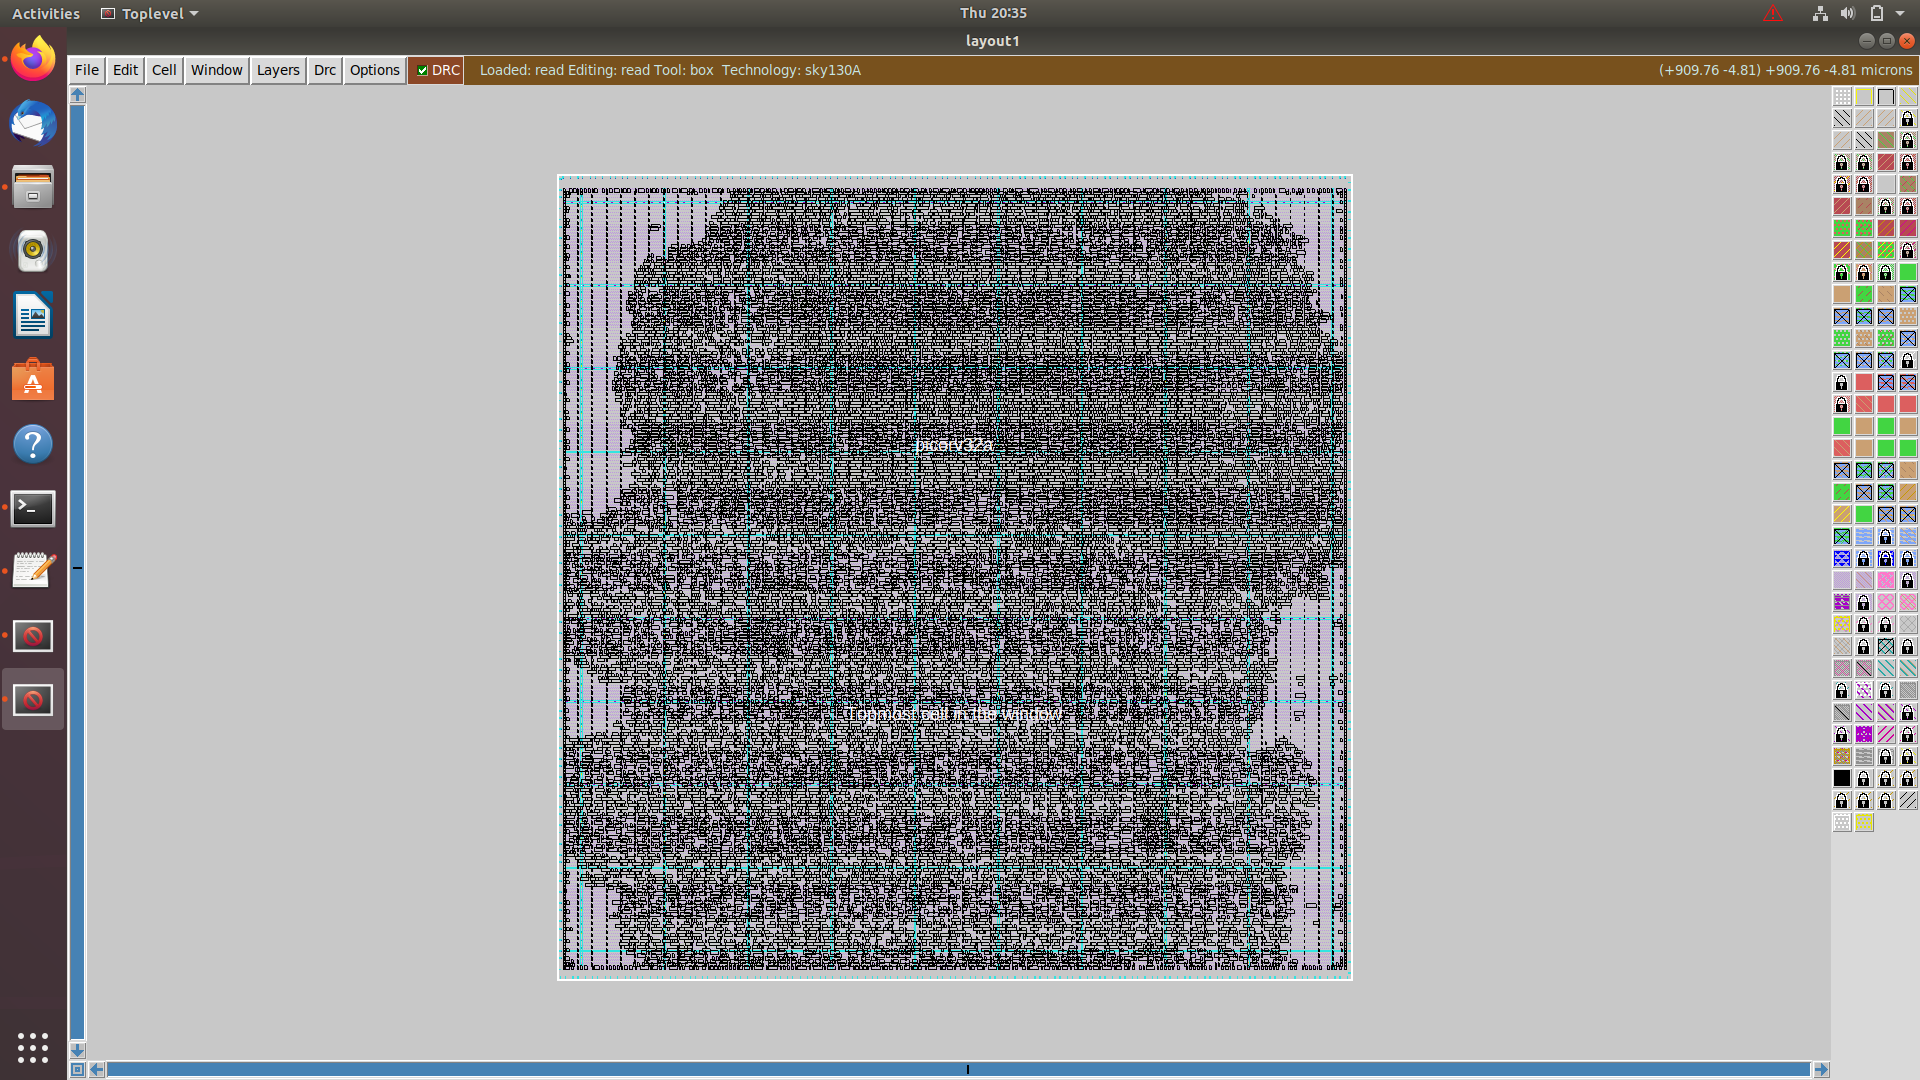 Activities Toplevel Thu 20:35
layout1
File Edit Cell Window Layers Drc Options DRC Loaded: read Editing: read Tool: box Technology: sky130A (+909.76 -4.81) +909.76 -4.81 microns
picorv32a
Topmost cell in the window